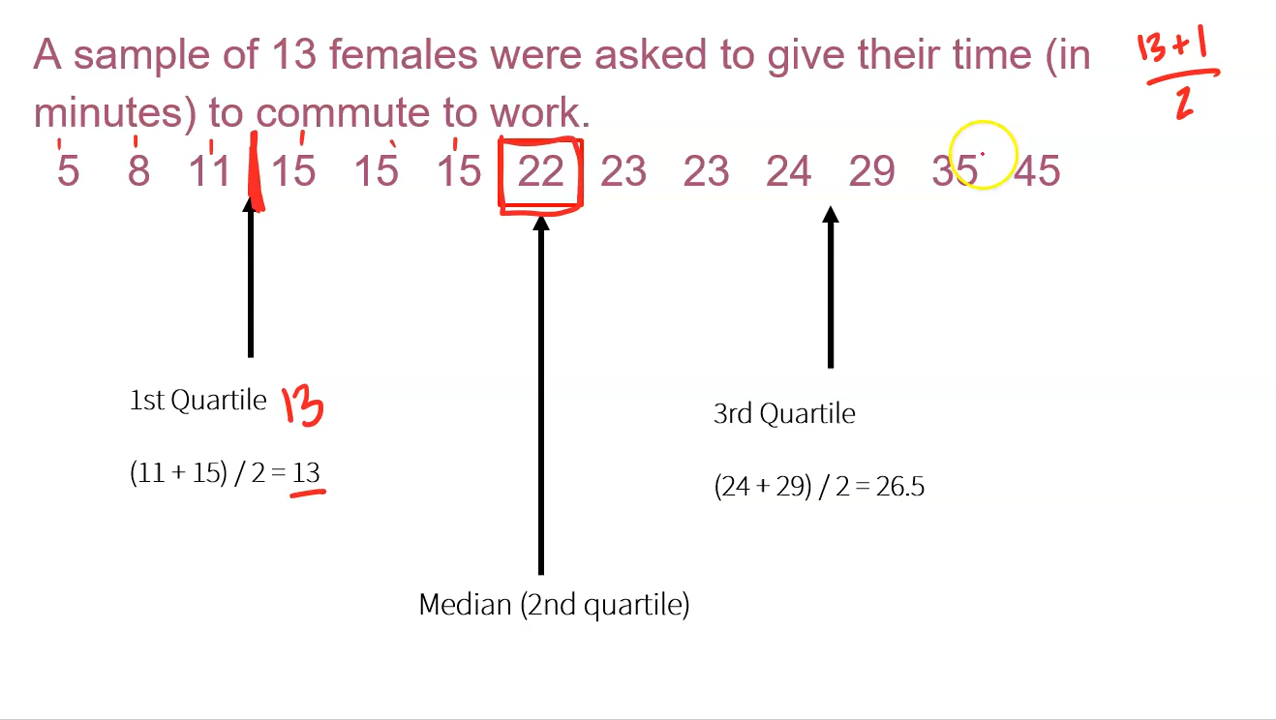 A sample of 13 females were asked to give their time (in
minutes) to commute to work.
13 + 1
2
5 8 11 15 15 15 22 23 23 24 29 35 45
1st Quartile 13
(11 + 15) / 2 = 13
3rd Quartile
(24 + 29) / 2 = 26.5
Median (2nd quartile)